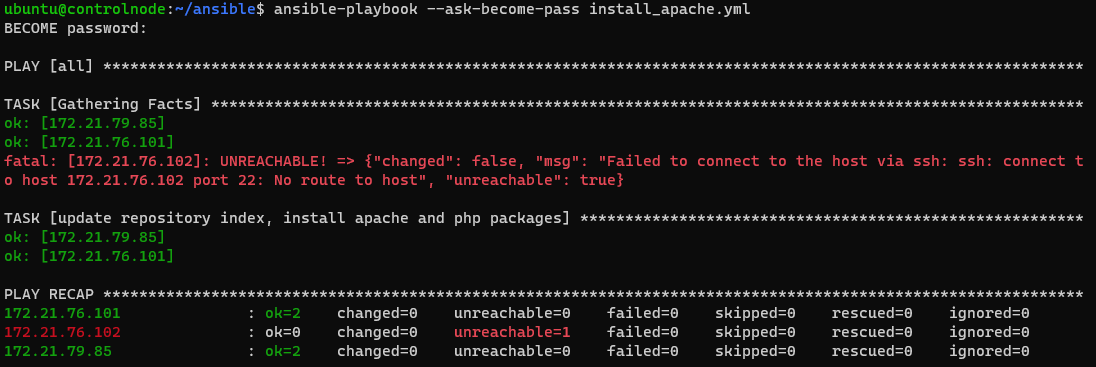 ubuntu@controlnode:~/ansible$ ansible-playbook --ask-become-pass install_apache.yml
BECOME password:
PLAY [all] *************************************************************************************************************
TASK [Gathering Facts] *************************************************************************************************
ok: [172.21.79.85]
ok: [172.21.76.101]
fatal: [172.21.76.102]: UNREACHABLE! => {"changed": false, "msg": "Failed to connect to the host via ssh: ssh: connect t
o host 172.21.76.102 port 22: No route to host", "unreachable": true}
TASK [update repository index, install apache and php packages] ********************************************************
ok: [172.21.79.85]
ok: [172.21.76.101]
PLAY RECAP *************************************************************************************************************
172.21.76.101              : ok=2    changed=0    unreachable=0    failed=0    skipped=0    rescued=0    ignored=0
172.21.76.102              : ok=0    changed=0    unreachable=1    failed=0    skipped=0    rescued=0    ignored=0
172.21.79.85               : ok=2    changed=0    unreachable=0    failed=0    skipped=0    rescued=0    ignored=0